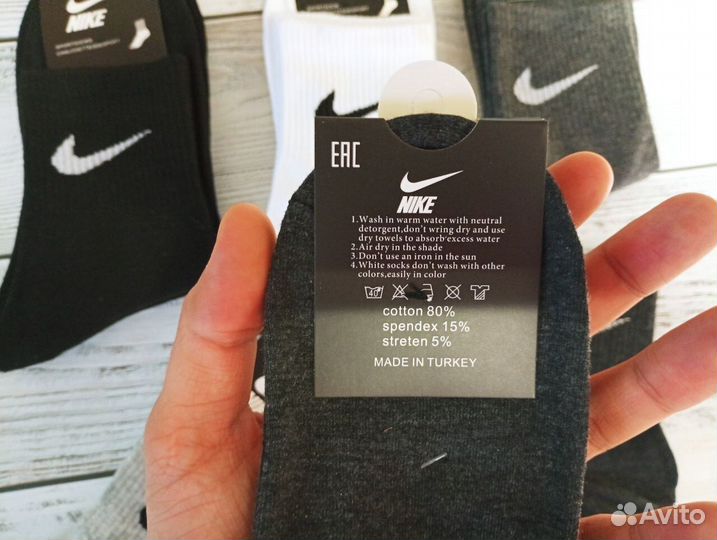 NIKE
EAC
NIKE
1.Wash in warm water with neutral
detorgent,don't wring dry and use
dry towels to absorb'excess water
2.Air dry in the shade
3.Don't use an iron in the sun
4.White socks don't wash with other
colors,easily in color
40
cotton 80%
spendex 15%
streten 5%
MADE IN TURKEY
Avito